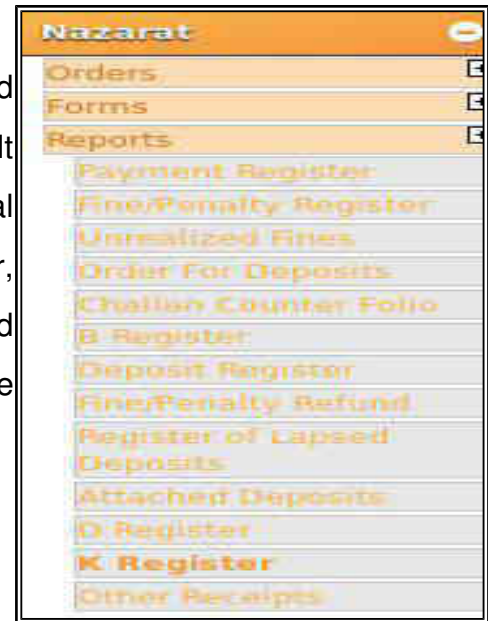 Nazarat
Orders
Forms
Reports
Payment Register
Fine/Penalty Register
Unrealized Fines
Order For Deposits
Challan Counter Folio
B Register
Deposit Register
Fine/Penalty Refund
Register of Lapsed
Deposits
Attached Deposits
D Register
K Register
Other Receipts